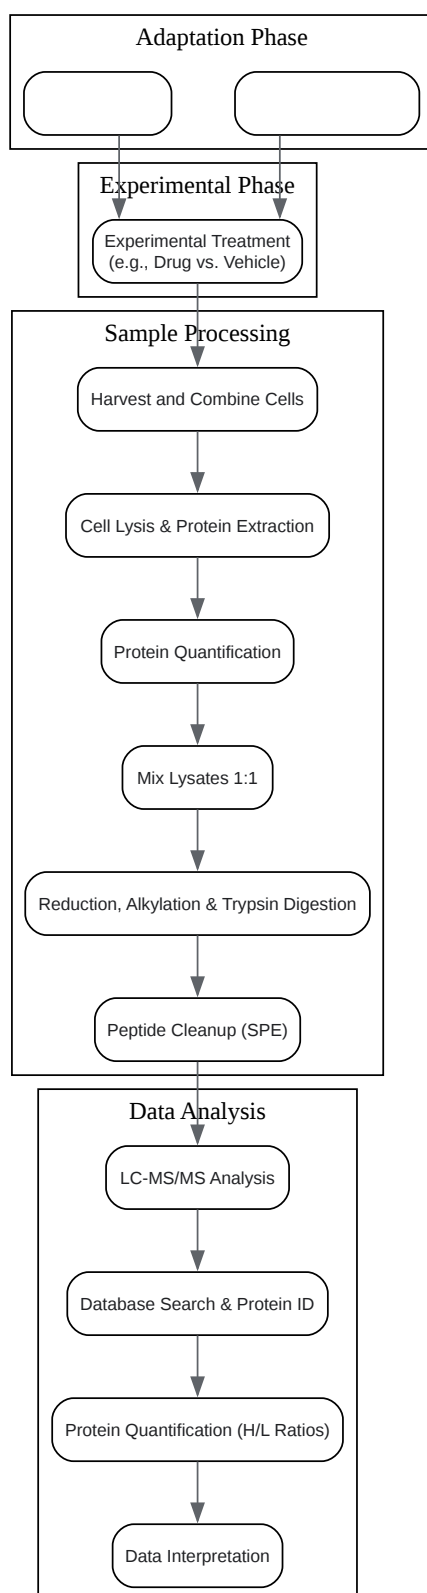 Adaptation Phase
Experimental Phase
Experimental Treatment
(e.g., Drug vs. Vehicle)
Sample Processing
Harvest and Combine Cells
Cell Lysis & Protein Extraction
Protein Quantification
Mix Lysates 1:1
Reduction, Alkylation & Trypsin Digestion
Peptide Cleanup (SPE)
Data Analysis
LC-MS/MS Analysis
Database Search & Protein ID
Protein Quantification (H/L Ratios)
Data Interpretation